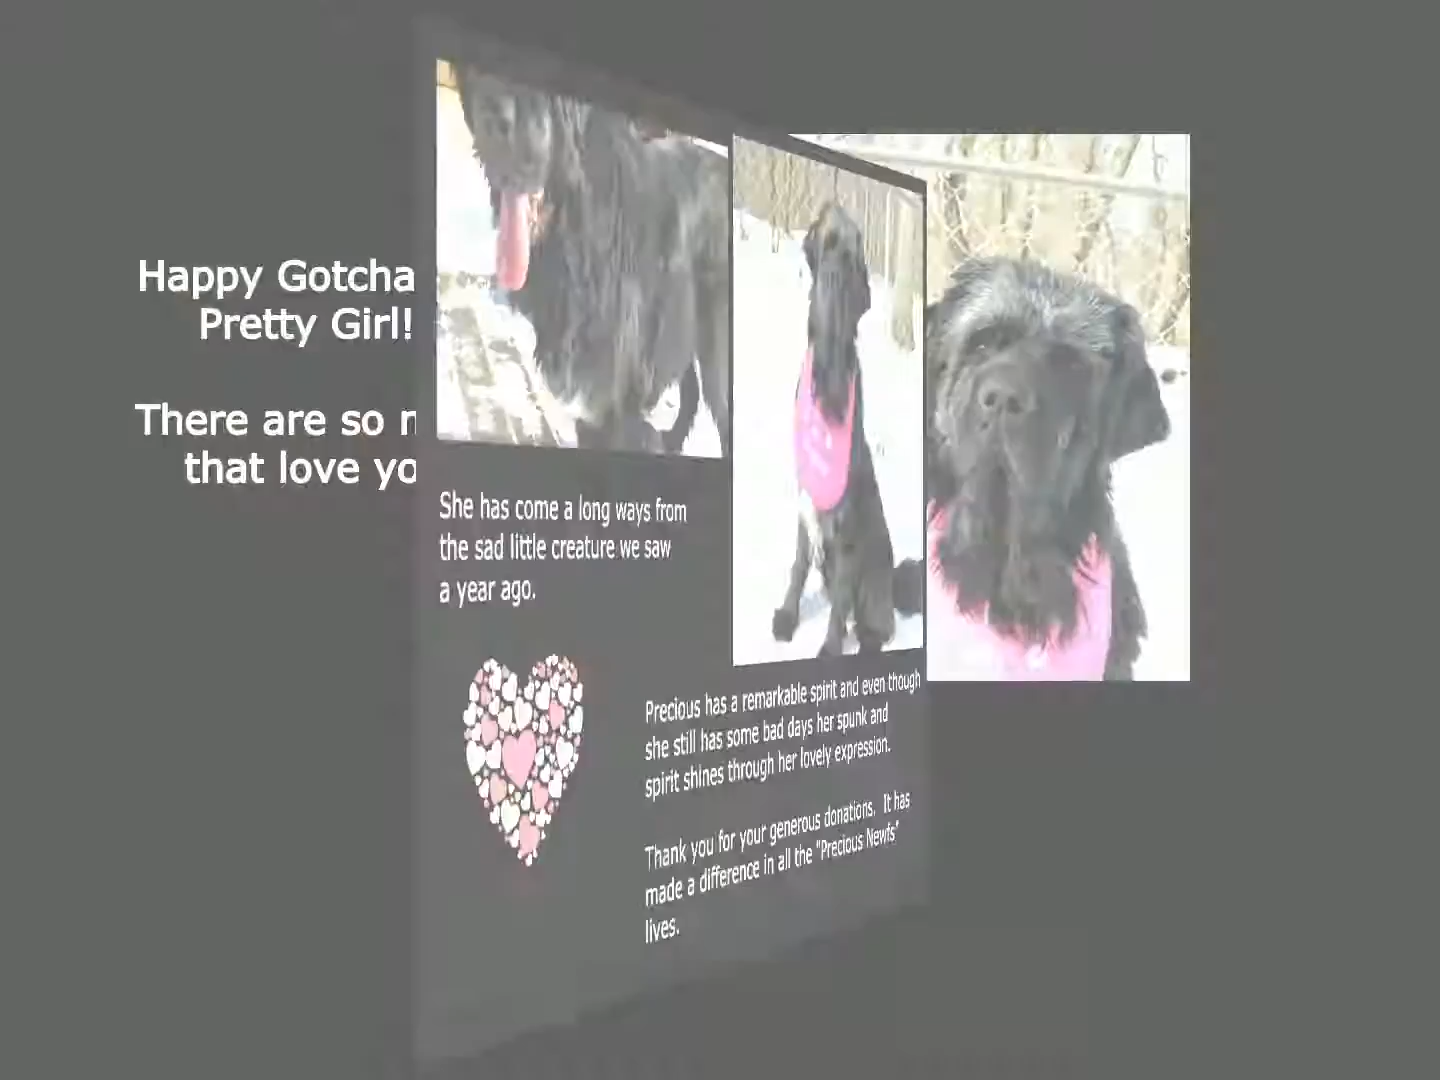 Happy Gotcha
Pretty Girl!
There are so
that love
She has come a long ways from
the sad little creature we saw
a year ago.
Precious has a remarkable spirit and even though
she still has some bad days her spunk and
spirit shines through her lovely expression.
Thank you for your generous donations. It has
made a difference in all the "Precious Newfs"
lives.